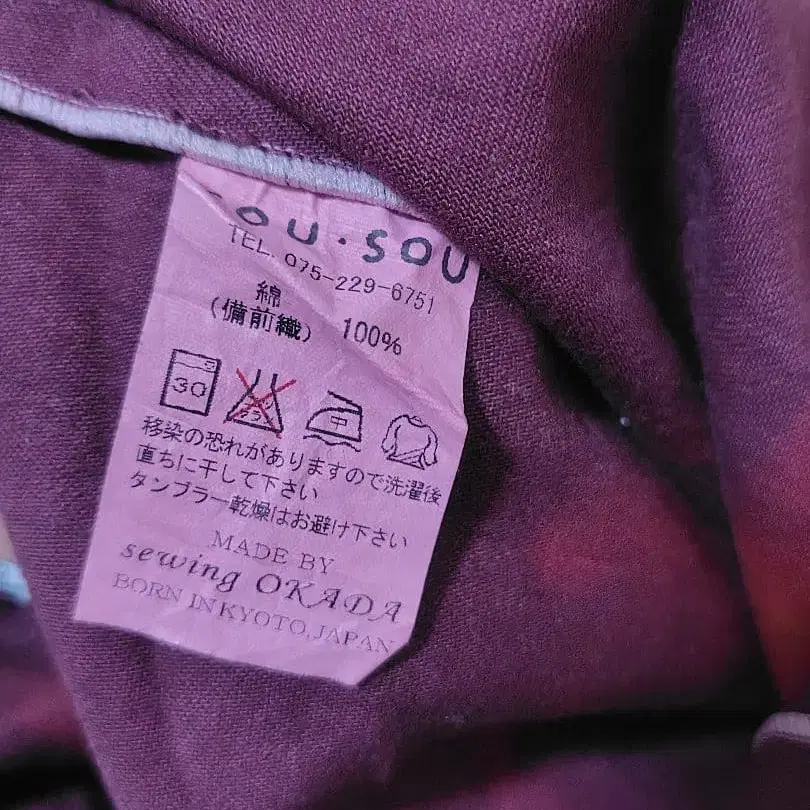 SOU・SOU
TEL. 075-229-6751
綿
(備前織) 100%
30 中
移染の恐れがありますので洗濯後
直ちに干して下さい
タンブラー乾燥はお避け下さい
MADE BY
sewing OKADA
BORN IN KYOTO, JAPAN